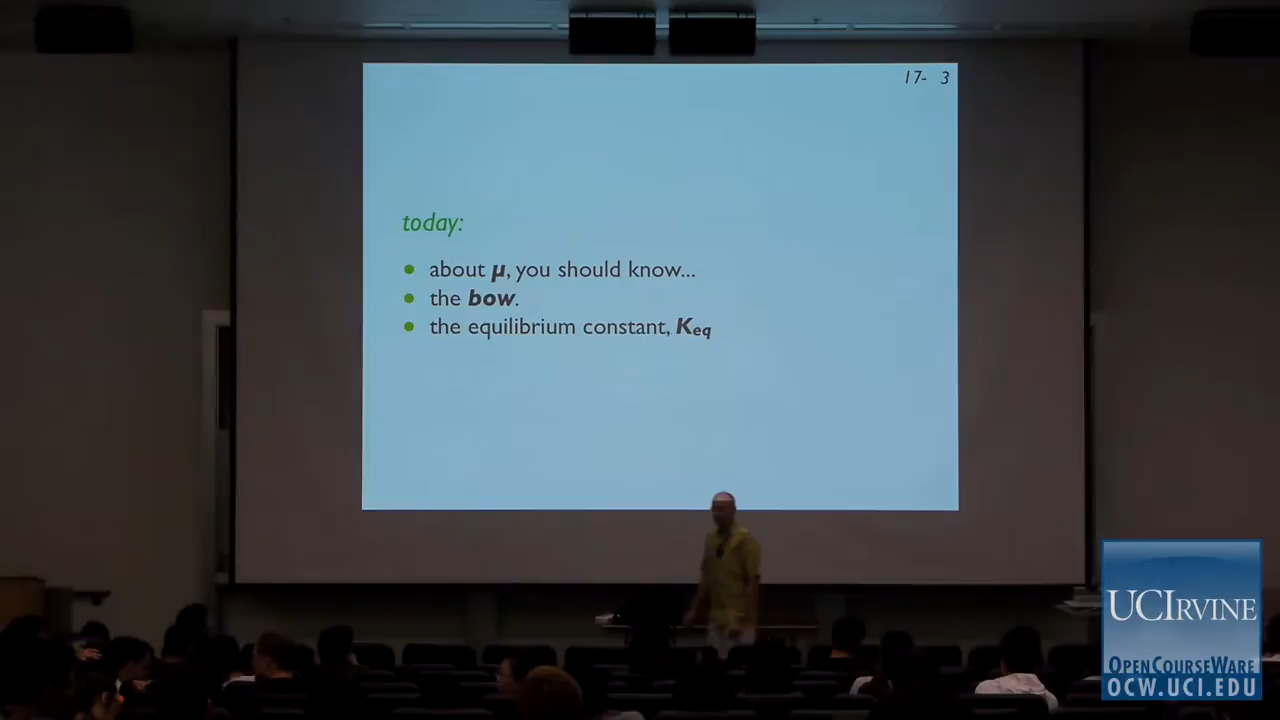 17- 3
today:
• about μ, you should know...
• the bow.
• the equilibrium constant, Keq
UCIRVINE
OPENCOURSEWARE
OCW.UCI.EDU